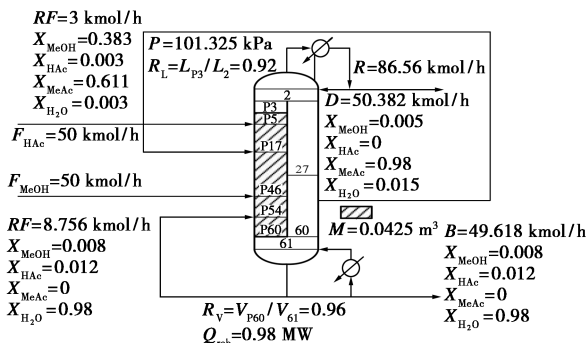 RF=3 kmol/h
X_MeOH=0.383
X_HAc=0.003
X_MeAc=0.611
X_H₂O=0.003
P=101.325 kPa
R_L=L_P3/L_2=0.92
R=86.56 kmol/h
D=50.382 kmol/h
X_MeOH=0.005
X_HAc=0
X_MeAc=0.98
X_H₂O=0.015
2
P3
P5
F_HAc=50 kmol/h
P17
27
F_MeOH=50 kmol/h
P46
P54
P60
60
61
M=0.0425 m³
RF=8.756 kmol/h
X_MeOH=0.008
X_HAc=0.012
X_MeAc=0
X_H₂O=0.98
B=49.618 kmol/h
X_MeOH=0.008
X_HAc=0.012
X_MeAc=0
X_H₂O=0.98
R_V=V_P60/V_61=0.96
Q_reb=0.98 MW